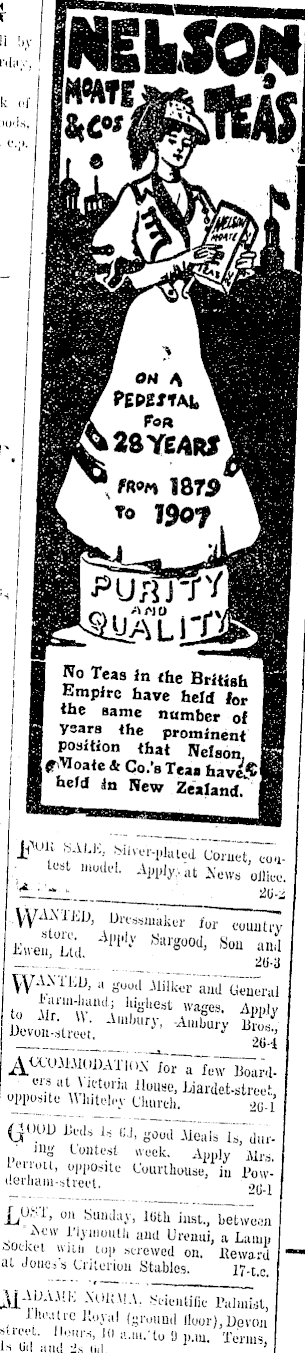 NELSON,
MOATE
& COS
TEAS
NELSON
MOATE
TEAS
ON A
PEDESTAL
FOR
28 YEARS
FROM 1879
TO 1907
PURITY
AND
QUALITY
No Teas in the British
Empire have held for
the same number of
years the prominent
position that Nelson,
Moate & Co.'s Teas have
held in New Zealand.
FOR SALE, Silver-plated Cornet, con-
test model. Apply at News office.
26-2
WANTED, Dressmaker for country
store. Apply Sargood, Son and
Ewen, Ltd. 26-3
WANTED, a good Milker and General
Farm-hand; highest wages. Apply
to Mr. W. Ambury, Ambury Bros.,
Devon-street. 26-4
ACCOMMODATION for a few Board-
ers at Victoria House, Liardet-street,
opposite Whiteley Church. 26-1
GOOD Beds 1s 6d, good Meals 1s, dur-
ing Contest week. Apply Mrs.
Perrott, opposite Courthouse, in Pow-
derham-street. 26-1
LOST, on Sunday, 16th inst., between
New Plymouth and Urenui, a Lamp
Socket with top screwed on. Reward
at Jones's Criterion Stables. 17-t.c.
MADAME NORMA, Scientific Palmist,
Theatre Royal (ground floor), Devon
street. Hours, 10 a.m. to 9 p.m. Terms,
1s 6d and 2s 6d.